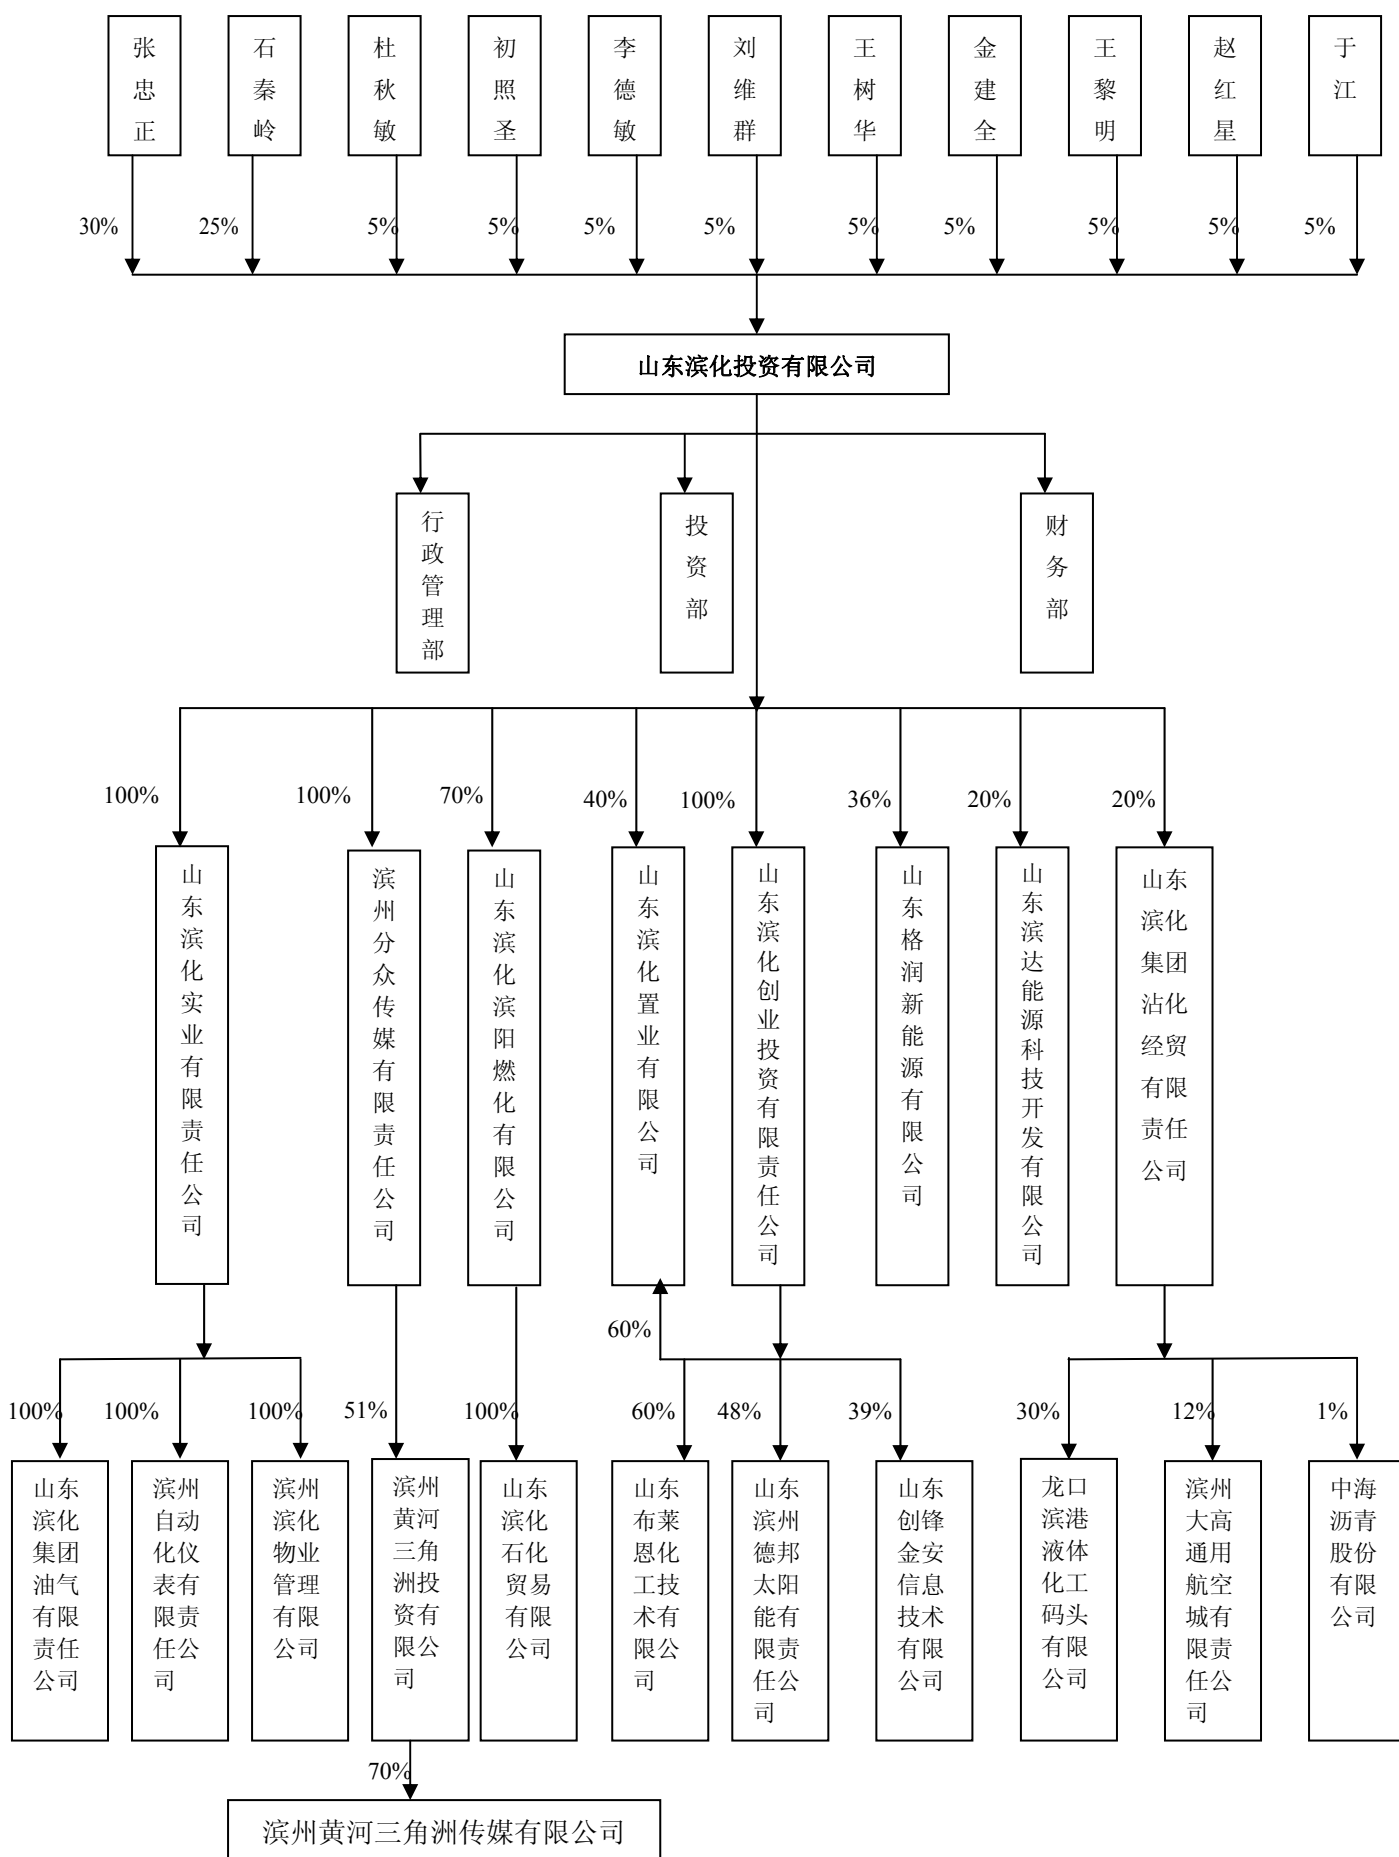 张忠正
石秦岭
杜秋敏
初照圣
李德敏
刘维群
王树华
金建全
王黎明
赵红星
于江
30%
25%
5%
5%
5%
5%
5%
5%
5%
5%
5%
山东滨化投资有限公司
行政管理部
投资部
财务部
100%
100%
70%
40%
100%
36%
20%
20%
山东滨化实业有限责任公司
滨州分众传媒有限责任公司
山东滨化滨阳燃化有限公司
山东滨化置业有限公司
山东滨化创业投资有限责任公司
山东格润新能源有限公司
山东滨达能源科技开发有限公司
山东
滨化
集团
沾化
经贸
有限
责任
公司
60%
100%
100%
100%
51%
100%
60%
48%
39%
30%
12%
1%
山东
滨化
集团
油气
有限
责任
公司
滨州
自动
化仪
表有
限责
任公
司
滨州
滨化
物业
管理
有限
公司
滨州
黄河
三角
洲投
资有
限公
司
山东
滨化
石化
贸易
有限
公司
山东
布莱
恩化
工技
术有
限公
司
山东
滨州
德邦
太阳
能有
限责
任公
司
山东
创锋
金安
信息
技术
有限
公司
龙口
滨港
液体
化工
码头
有限
公司
滨州
大高
通用
航空
城有
限责
任公
司
中海
沥青
股份
有限
公司
70%
滨州黄河三角洲传媒有限公司